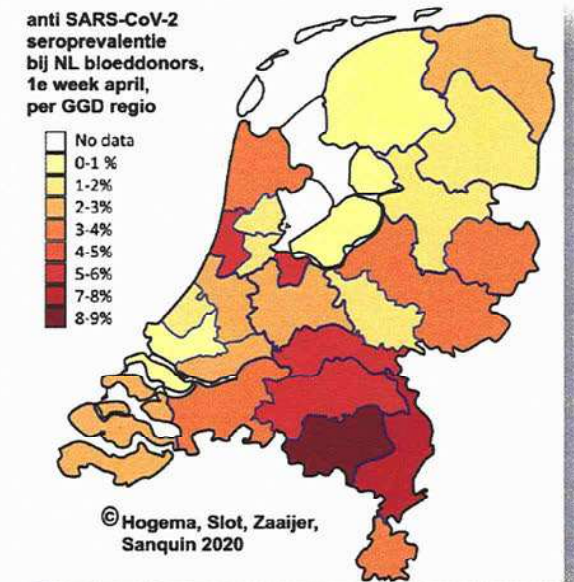 anti SARS-CoV-2
seroprevalentie
bij NL bloeddonors,
1e week april,
per GGD regio
No data
0-1 %
1-2%
2-3%
3-4%
4-5%
5-6%
7-8%
8-9%
© Hogema, Slot, Zaaijer,
Sanquin 2020